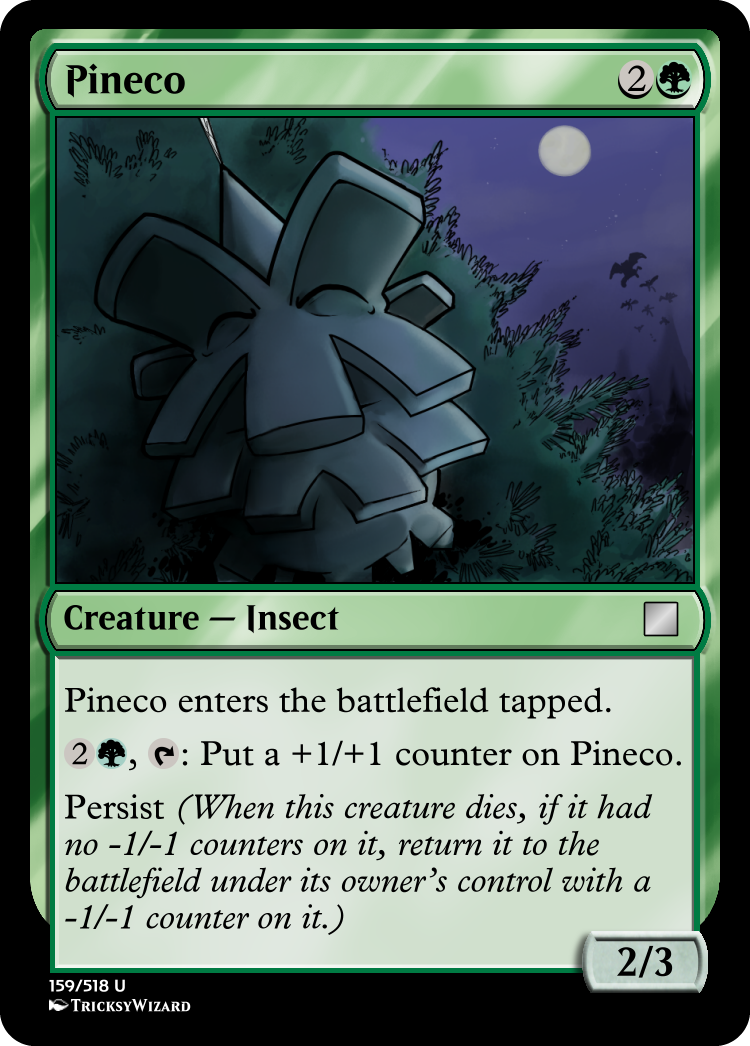 Pineco 2
Creature — Insect
Pineco enters the battlefield tapped.
2, : Put a +1/+1 counter on Pineco.
Persist (When this creature dies, if it had
no -1/-1 counters on it, return it to the
battlefield under its owner's control with a
-1/-1 counter on it.)
2/3
159/518 U
TricksyWizard